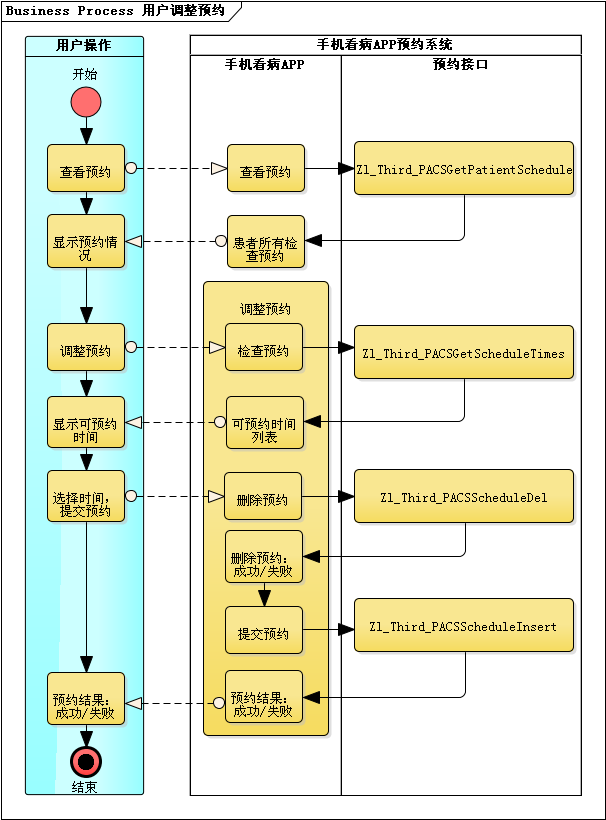 Business Process 用户调整预约
用户操作
手机看病APP预约系统
手机看病APP
预约接口
开始
查看预约
查看预约
Zl_Third_PACSGetPatientSchedule
显示预约情
况
患者所有检
查预约
调整预约
调整预约
检查预约
Zl_Third_PACSGetScheduleTimes
显示可预约
时间
可预约时间
列表
选择时间，
提交预约
删除预约
Zl_Third_PACSScheduleDel
删除预约：
成功/失败
提交预约
Zl_Third_PACSScheduleInsert
预约结果：
成功/失败
预约结果：
成功/失败
结束